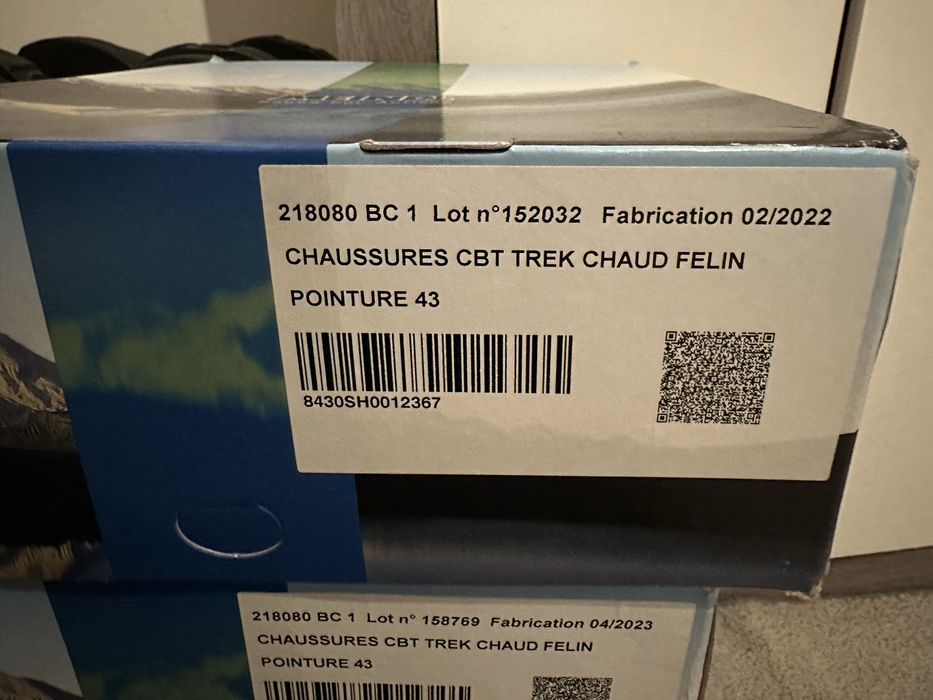 218080 BC 1 Lot n°152032 Fabrication 02/2022
CHAUSSURES CBT TREK CHAUD FELIN
POINTURE 43
8430SH0012367
218080 BC 1 Lot n° 158769 Fabrication 04/2023
CHAUSSURES CBT TREK CHAUD FELIN
POINTURE 43